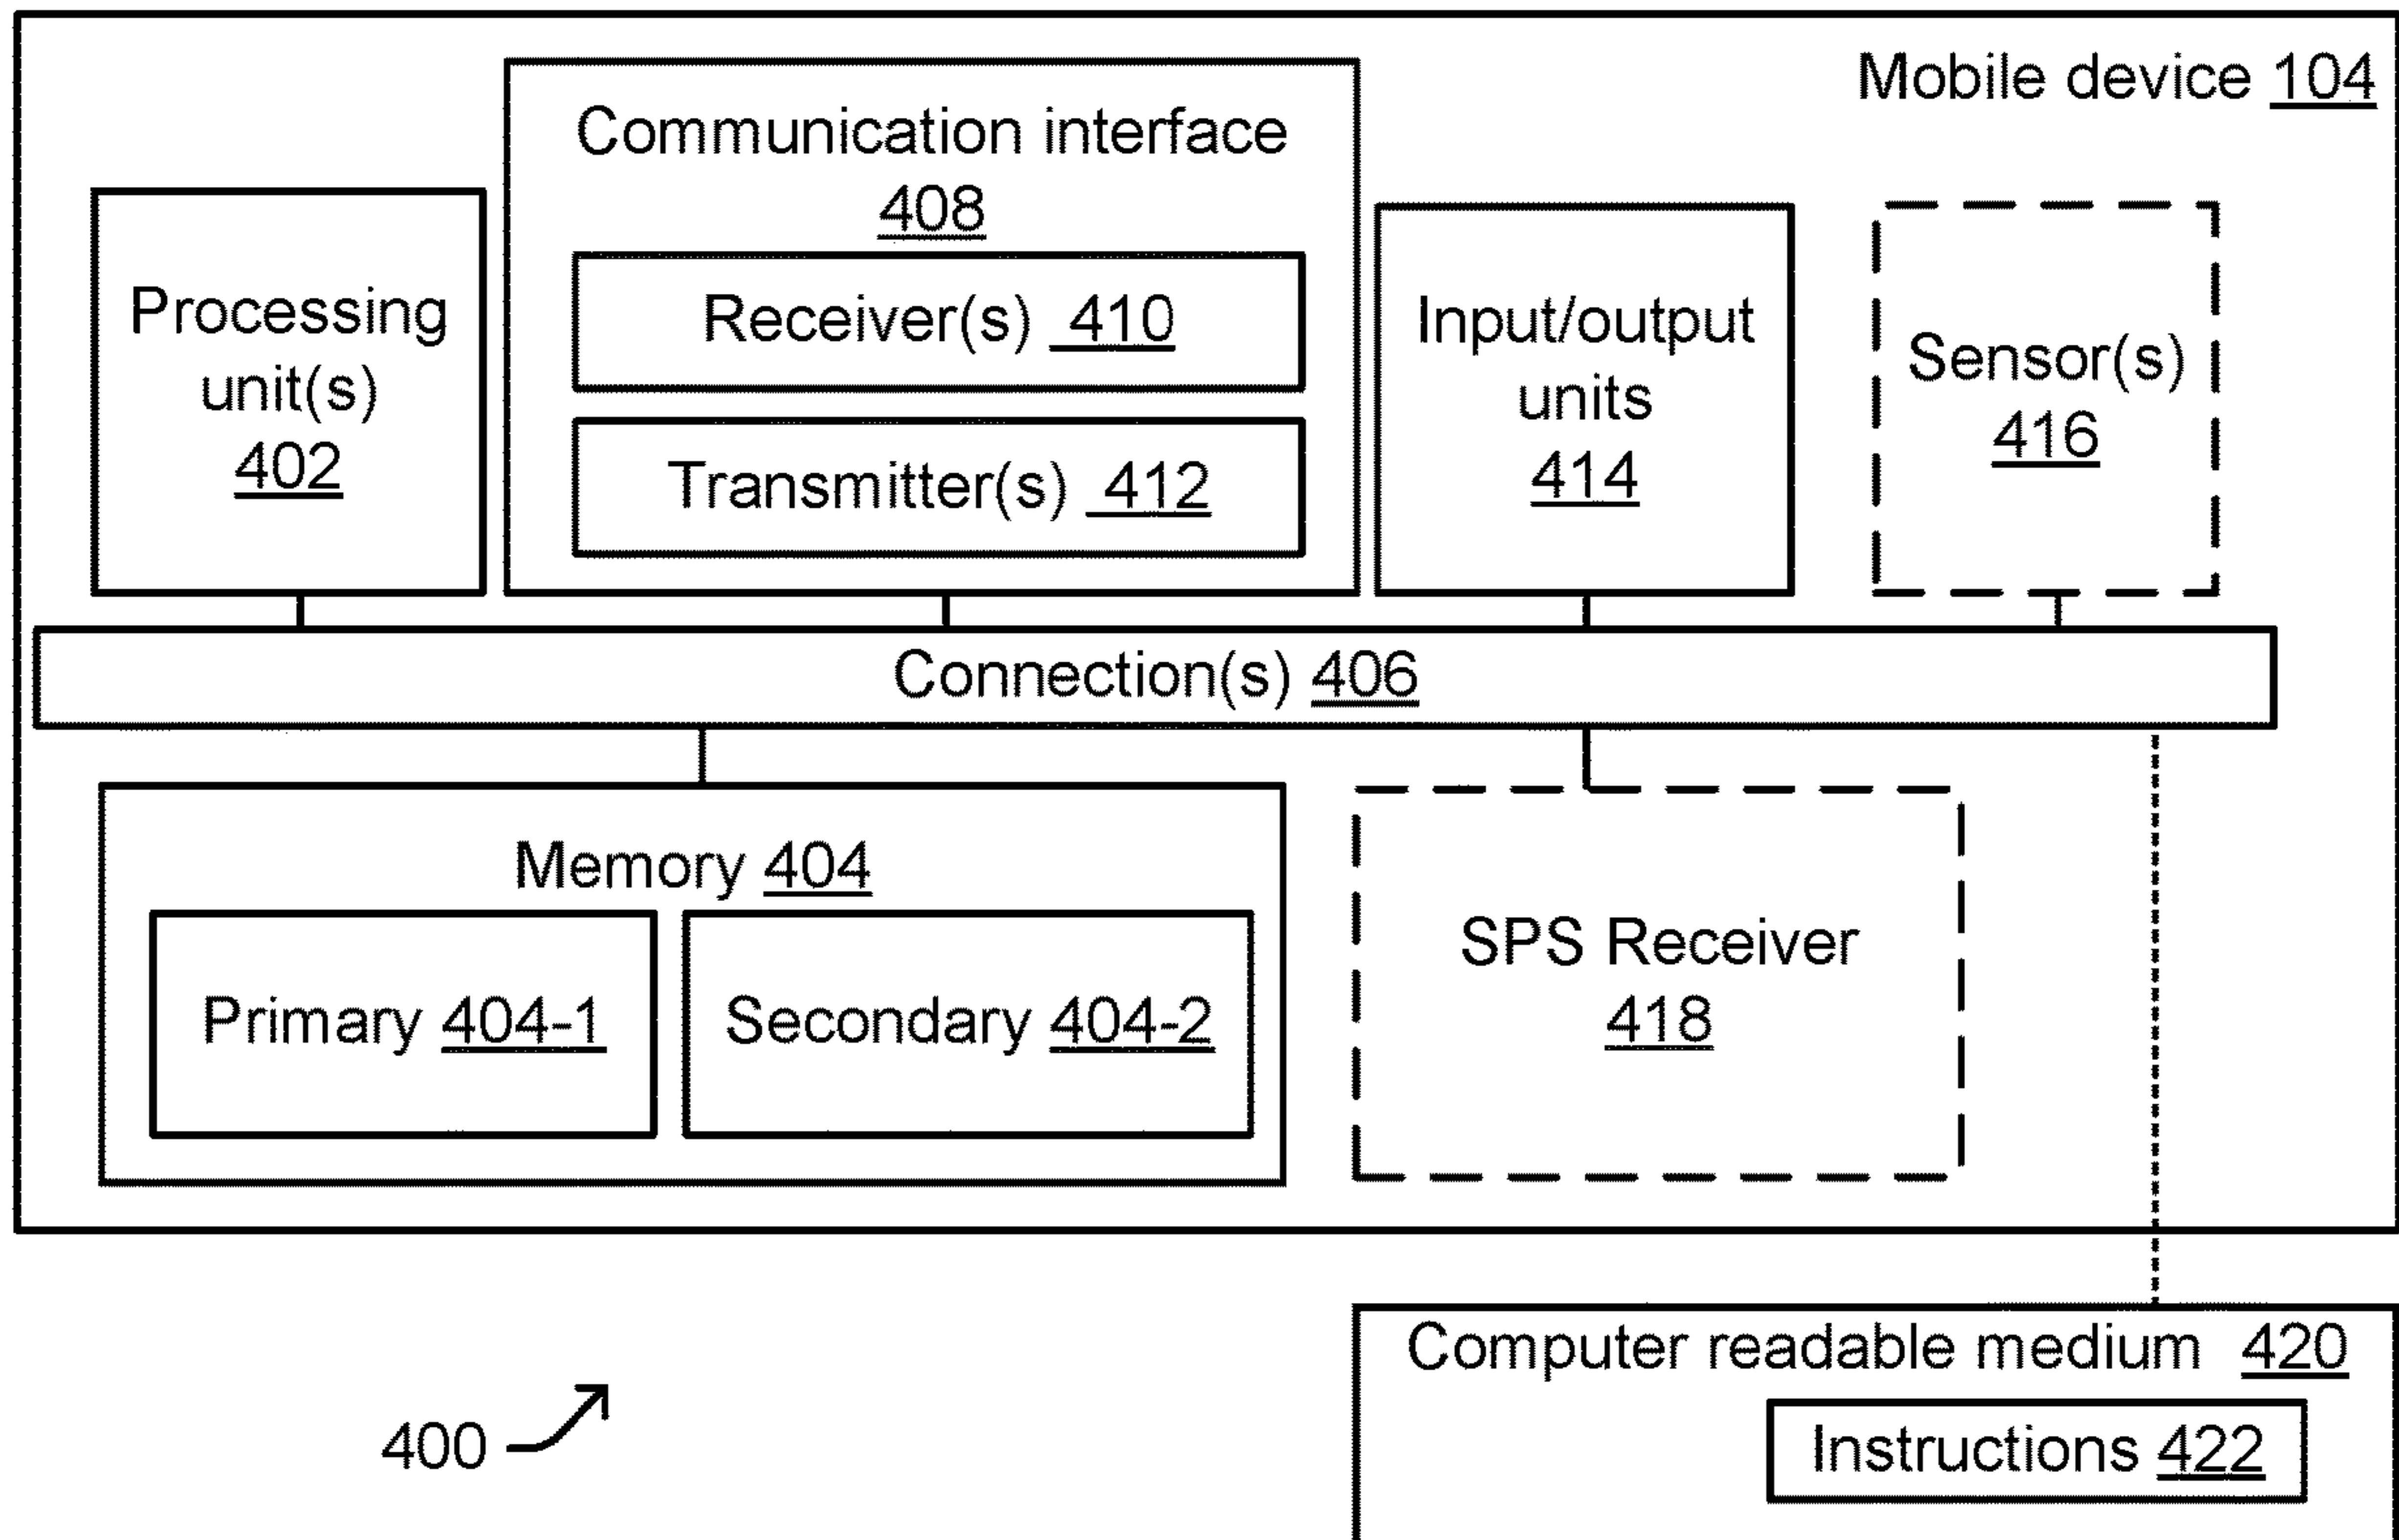 Mobile device 104
Communication interface
408
Processing
unit(s)
402
Receiver(s) 410
Transmitter(s) 412
Input/output
units
414
Sensor(s)
416
Connection(s) 406
Memory 404
Primary 404-1
Secondary 404-2
SPS Receiver
418
Computer readable medium 420
Instructions 422
400